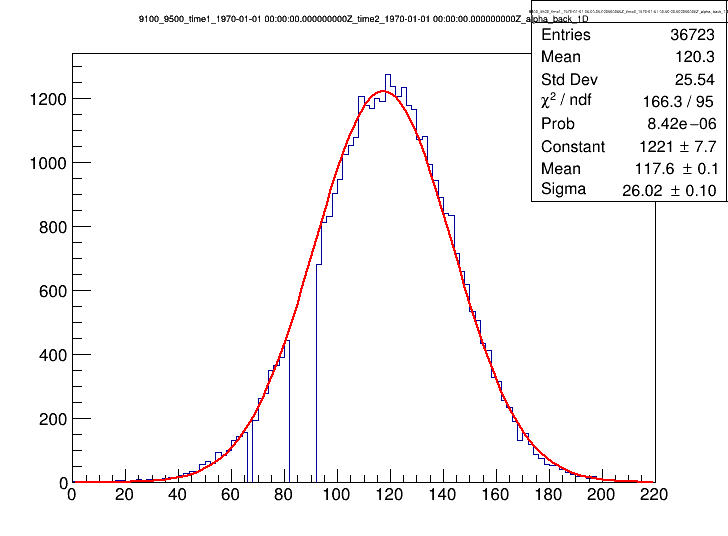 9100_9500_time1_1970-01-01 00:00:00.000000000Z_time2_1970-01-01 00:00:00.000000000Z_alpha_back_1D
Entries 36723
Mean 120.3
Std Dev 25.54
χ² / ndf 166.3 / 95
Prob 8.42e−06
Constant 1221 ± 7.7
Mean 117.6 ± 0.1
Sigma 26.02 ± 0.10
1200
1000
800
600
400
200
0
0 20 40 60 80 100 120 140 160 180 200 220